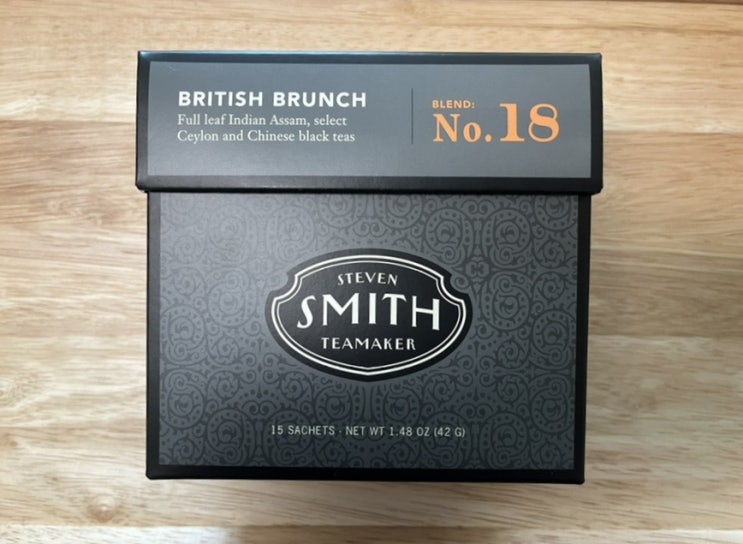 BRITISH BRUNCH
Full leaf Indian Assam, select
Ceylon and Chinese black teas
BLEND:
No. 18
STEVEN
SMITH
TEAMAKER
15 SACHETS · NET WT 1.48 OZ (42 G)